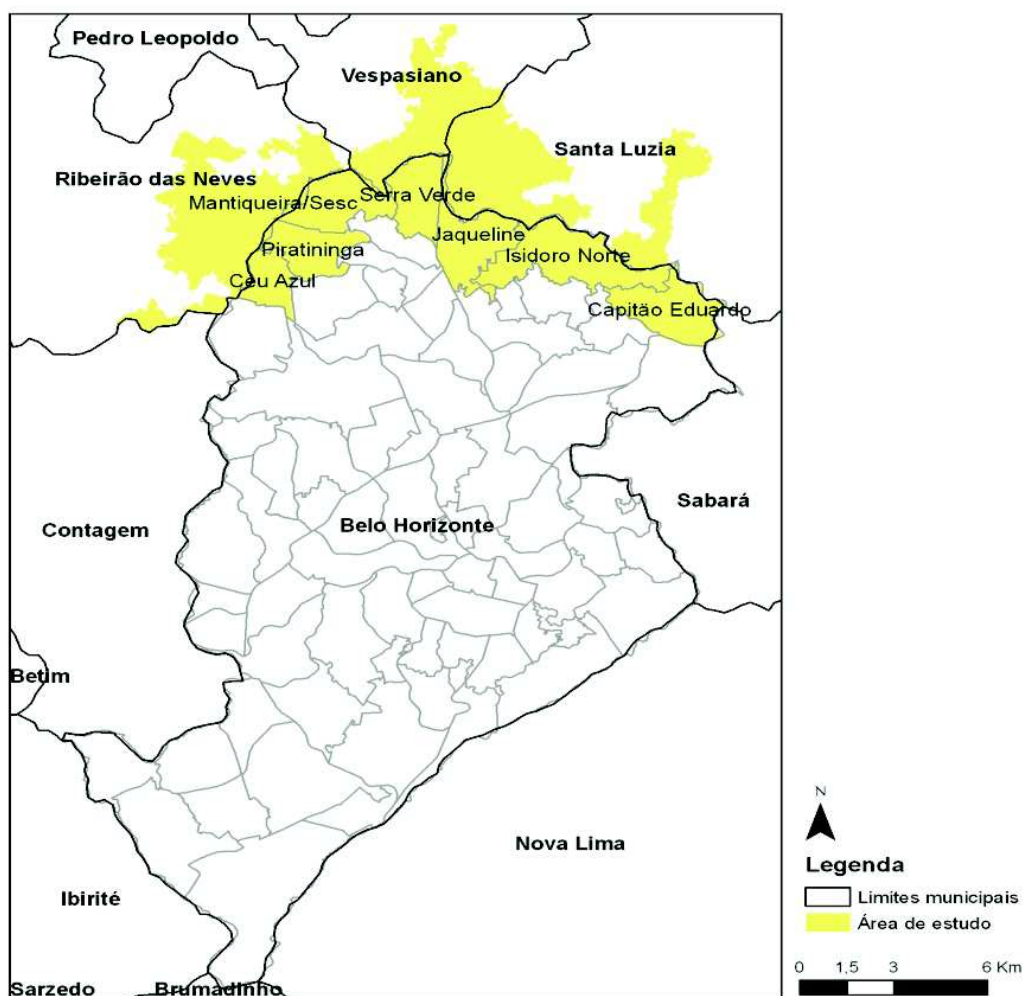 Pedro Leopoldo
Vespasiano
Santa Luzia
Ribeirão das Neves
Mantiqueira/Sesc
Serra Verde
Jaqueline
Piratininga
Isidoro Norte
Ceu Azul
Capitão Eduardo
Sabará
Contagem
Belo Horizonte
Betim
Nova Lima
Ibirité
Sarzedo
Brumadinho
N
Legenda
Limites municipais
Área de estudo
0 1,5 3 6 Km